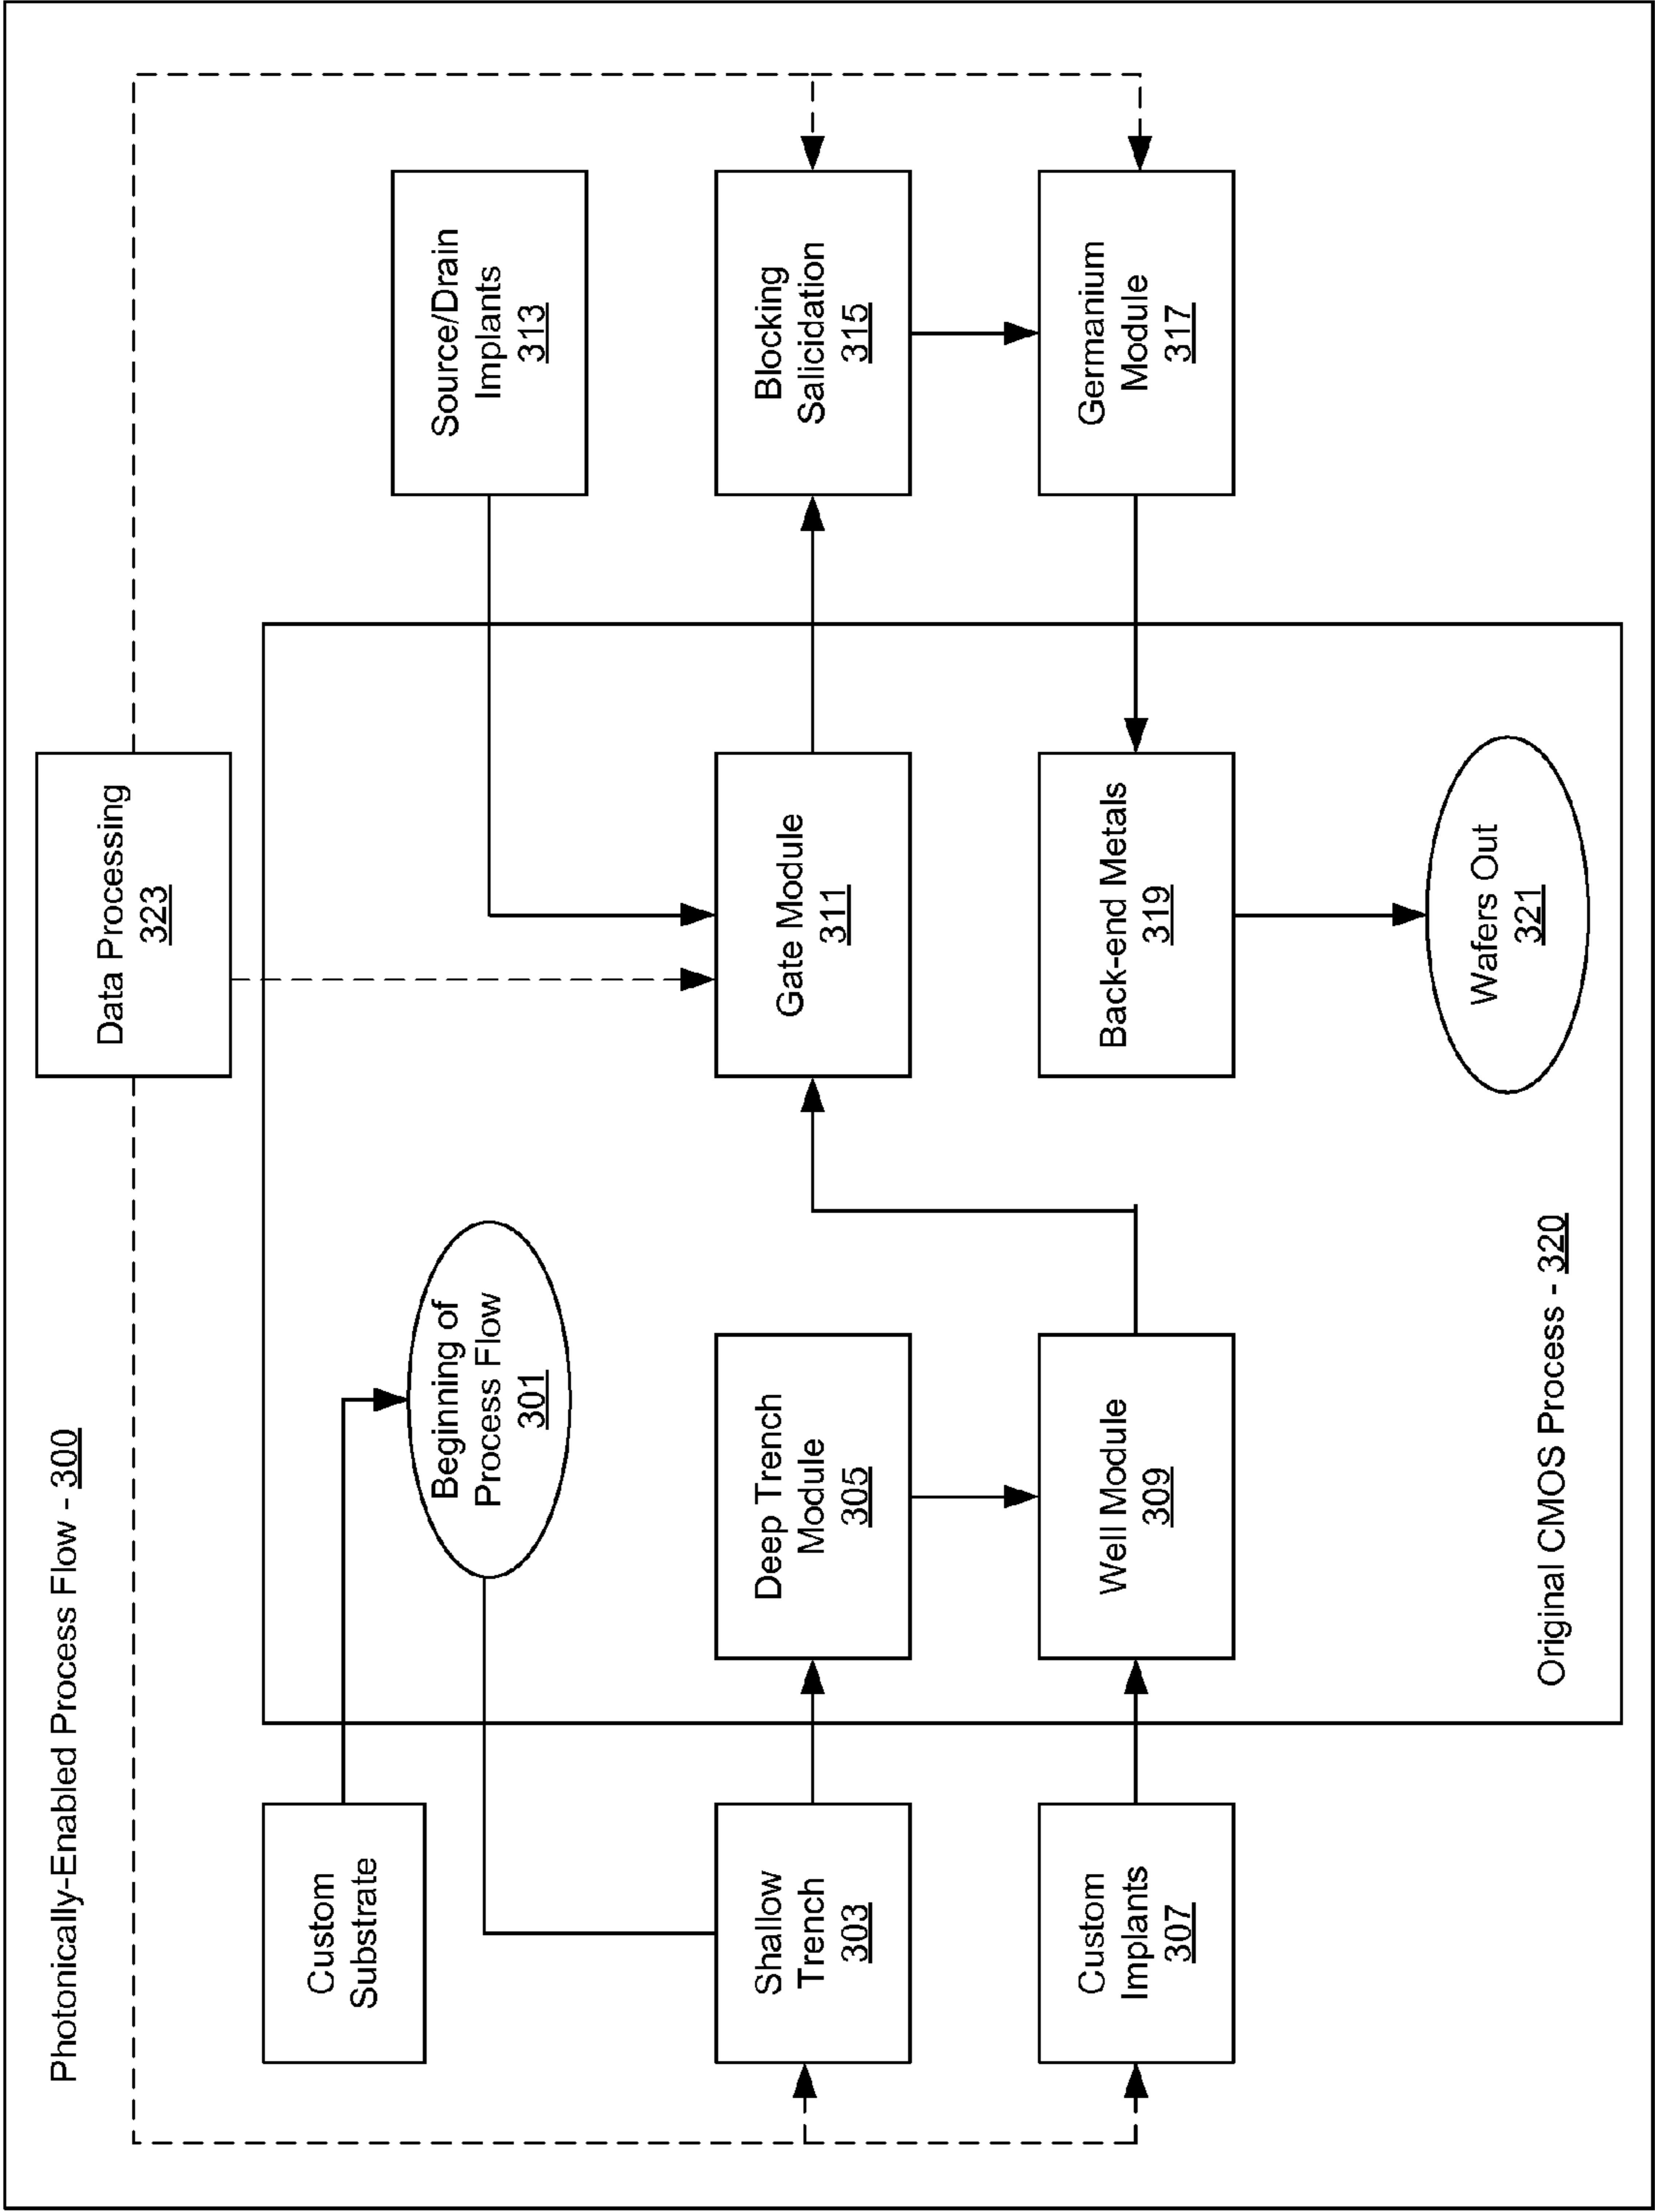 Photonically-Enabled Process Flow - 300
Data Processing
323
Custom
Substrate
Beginning of
Process Flow
301
Source/Drain
Implants
313
Shallow
Trench
303
Deep Trench
Module
305
Gate Module
311
Blocking
Salicidation
315
Custom
Implants
307
Well Module
309
Back-end Metals
319
Germanium
Module
317
Wafers Out
321
Original CMOS Process - 320